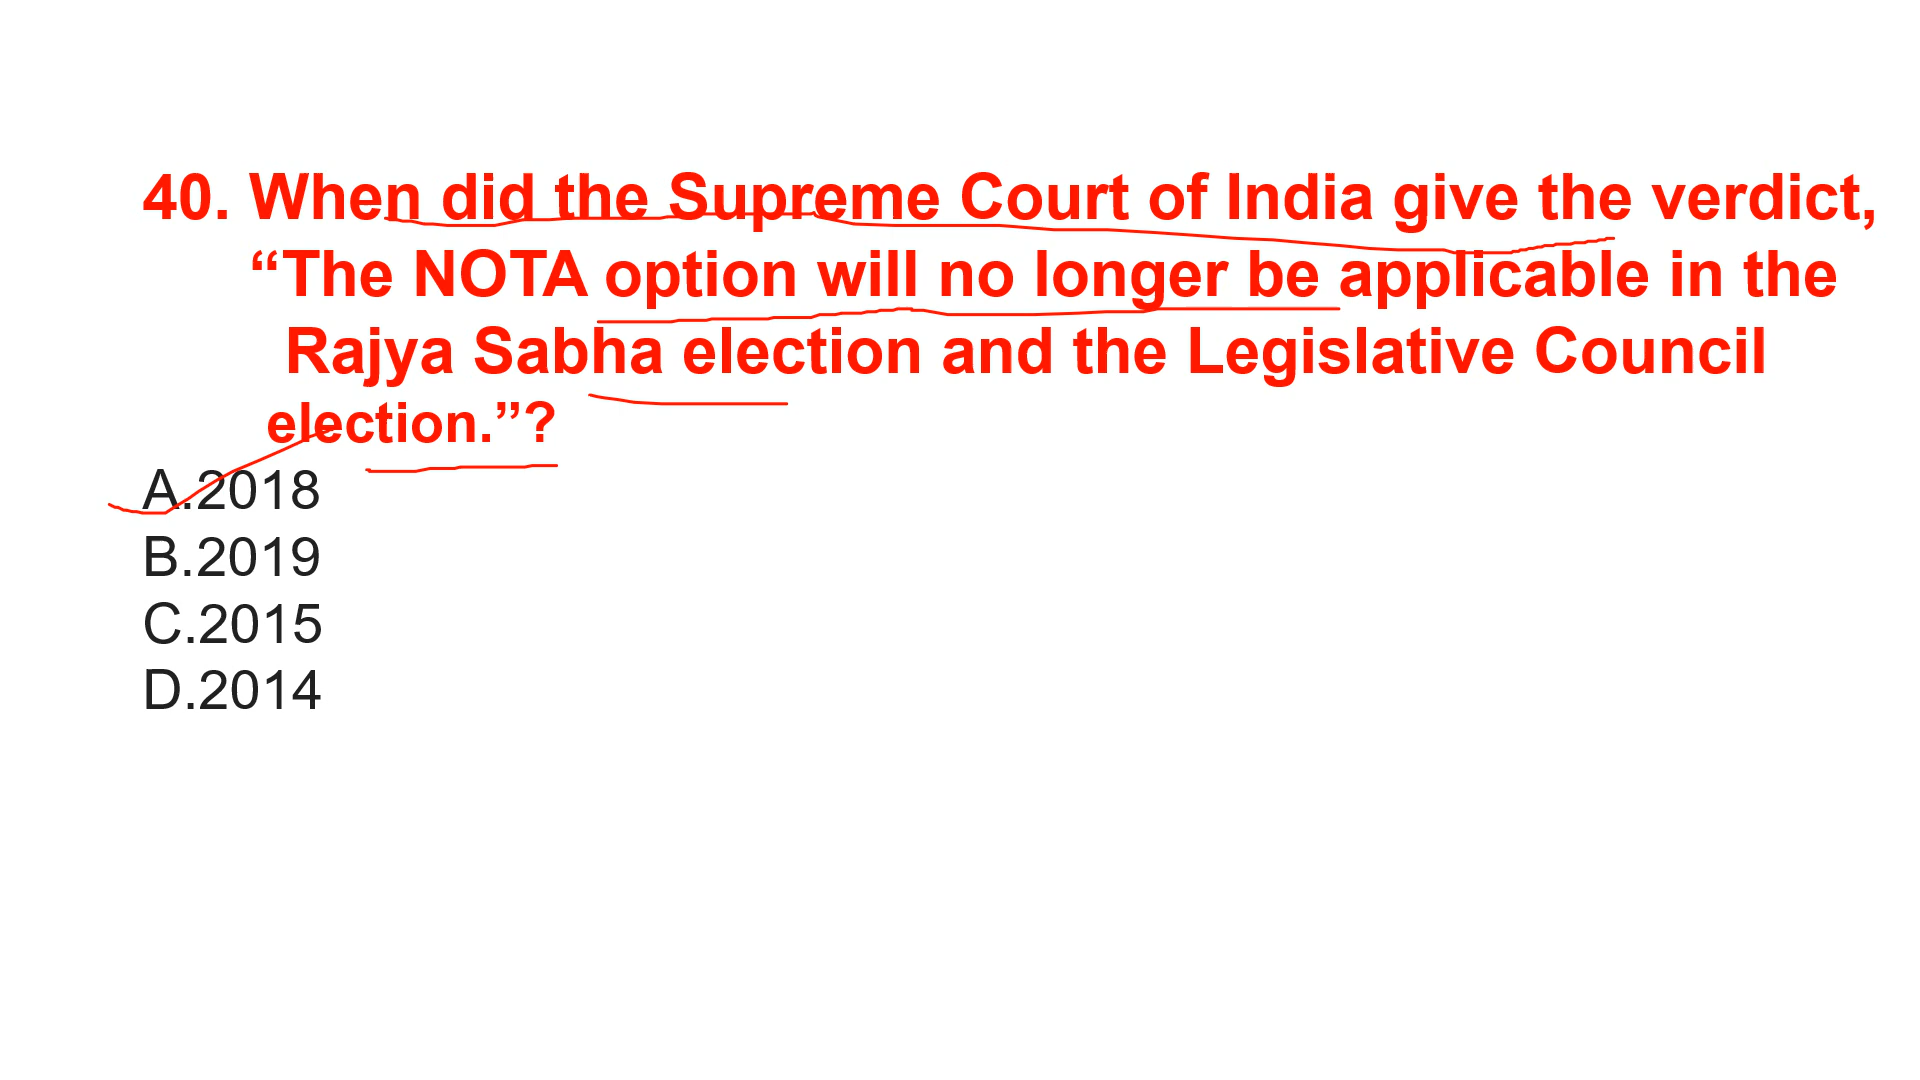 40. When did the Supreme Court of India give the verdict,
“The NOTA option will no longer be applicable in the
Rajya Sabha election and the Legislative Council
election.”?
A.2018
B.2019
C.2015
D.2014